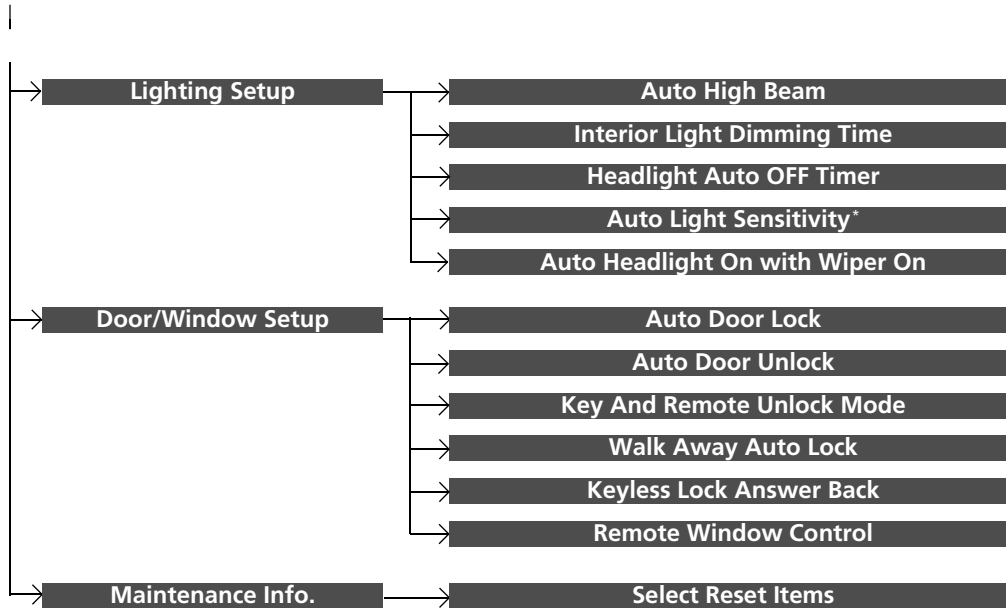 Lighting Setup
Auto High Beam
Interior Light Dimming Time
Headlight Auto OFF Timer
Auto Light Sensitivity*
Auto Headlight On with Wiper On
Door/Window Setup
Auto Door Lock
Auto Door Unlock
Key And Remote Unlock Mode
Walk Away Auto Lock
Keyless Lock Answer Back
Remote Window Control
Maintenance Info.
Select Reset Items